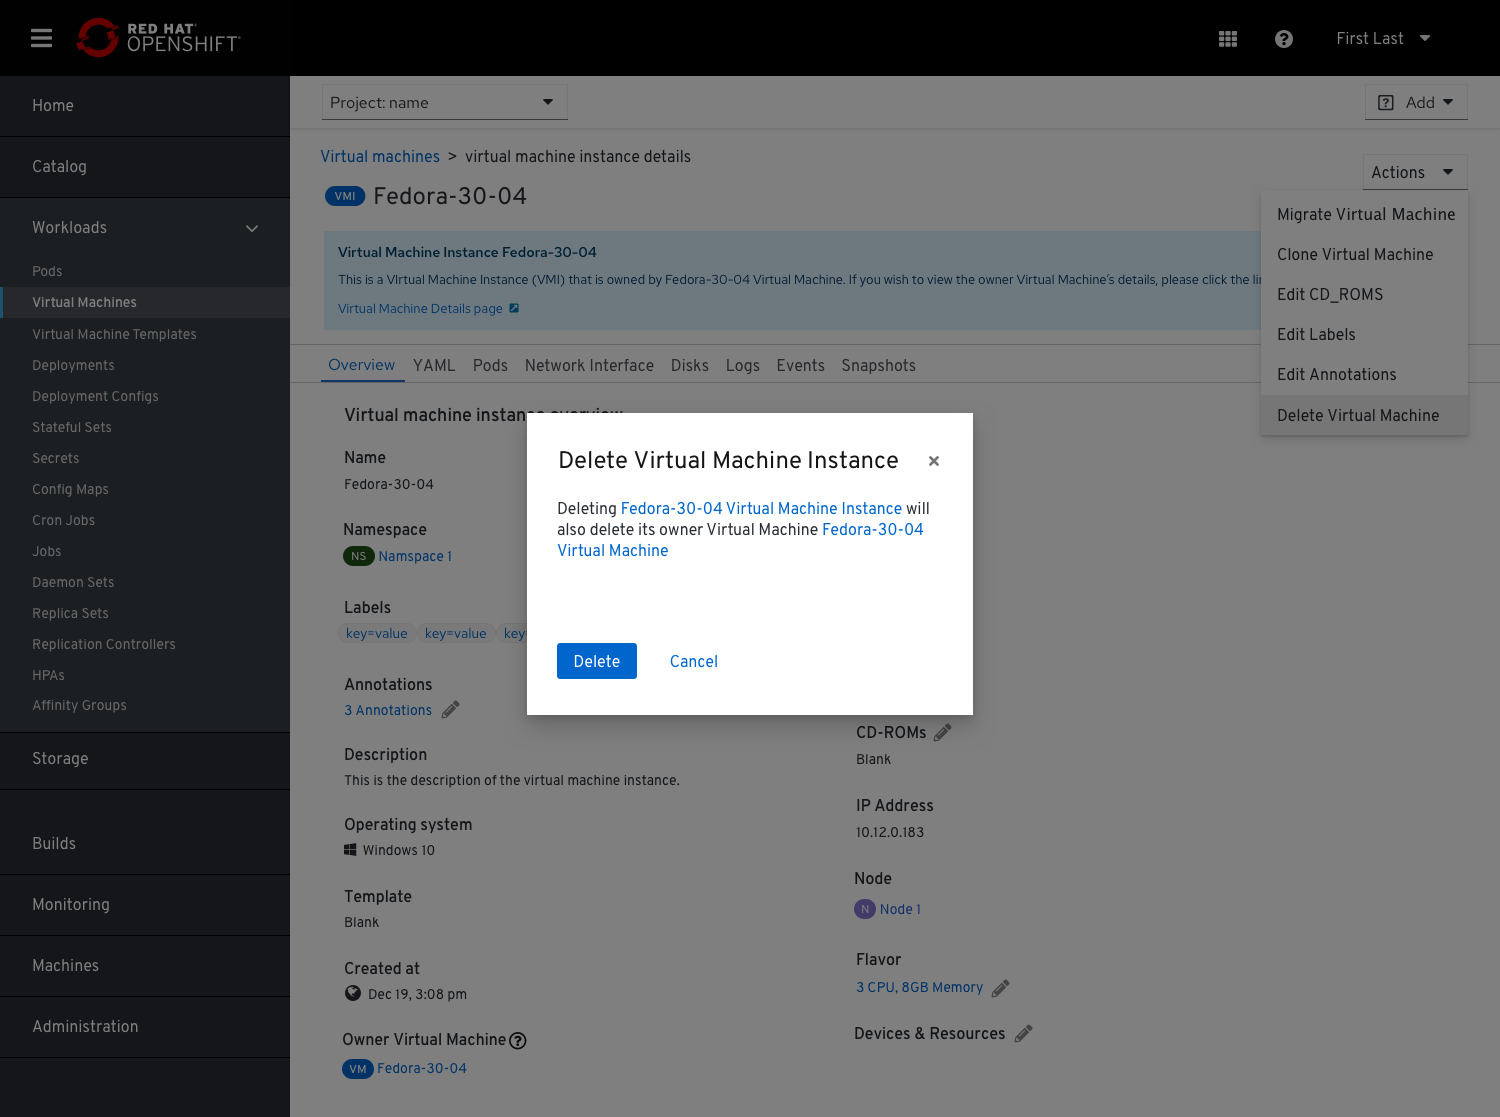 RED HAT
OPENSHIFT
First Last
Home
Catalog
Workloads
Pods
Virtual Machines
Virtual Machine Templates
Deployments
Deployment Configs
Stateful Sets
Secrets
Config Maps
Cron Jobs
Jobs
Daemon Sets
Replica Sets
Replication Controllers
HPAs
Affinity Groups
Storage
Builds
Monitoring
Machines
Administration
Project: name
Add
Virtual machines > virtual machine instance details
VMI Fedora-30-04
Actions
Migrate Virtual Machine
Clone Virtual Machine
Edit CD_ROMS
Edit Labels
Edit Annotations
Delete Virtual Machine
Virtual Machine Instance Fedora-30-04
This is a VIrtual Machine Instance (VMI) that is owned by Fedora-30-04 Virtual Machine. If you wish to view the owner Virtual Machine's details, please click the
Virtual Machine Details page
Overview YAML Pods Network Interface Disks Logs Events Snapshots
Virtual machine instance overview
Name
Fedora-30-04
Namespace
NS Namspace 1
Labels
key=value key=value key
Annotations
3 Annotations
Description
This is the description of the virtual machine instance.
Operating system
Windows 10
Template
Blank
Created at
Dec 19, 3:08 pm
Owner Virtual Machine
VM Fedora-30-04
Delete Virtual Machine Instance
Deleting Fedora-30-04 Virtual Machine Instance will
also delete its owner Virtual Machine Fedora-30-04
Virtual Machine
Delete Cancel
CD-ROMs
Blank
IP Address
10.12.0.183
Node
N Node 1
Flavor
3 CPU, 8GB Memory
Devices & Resources